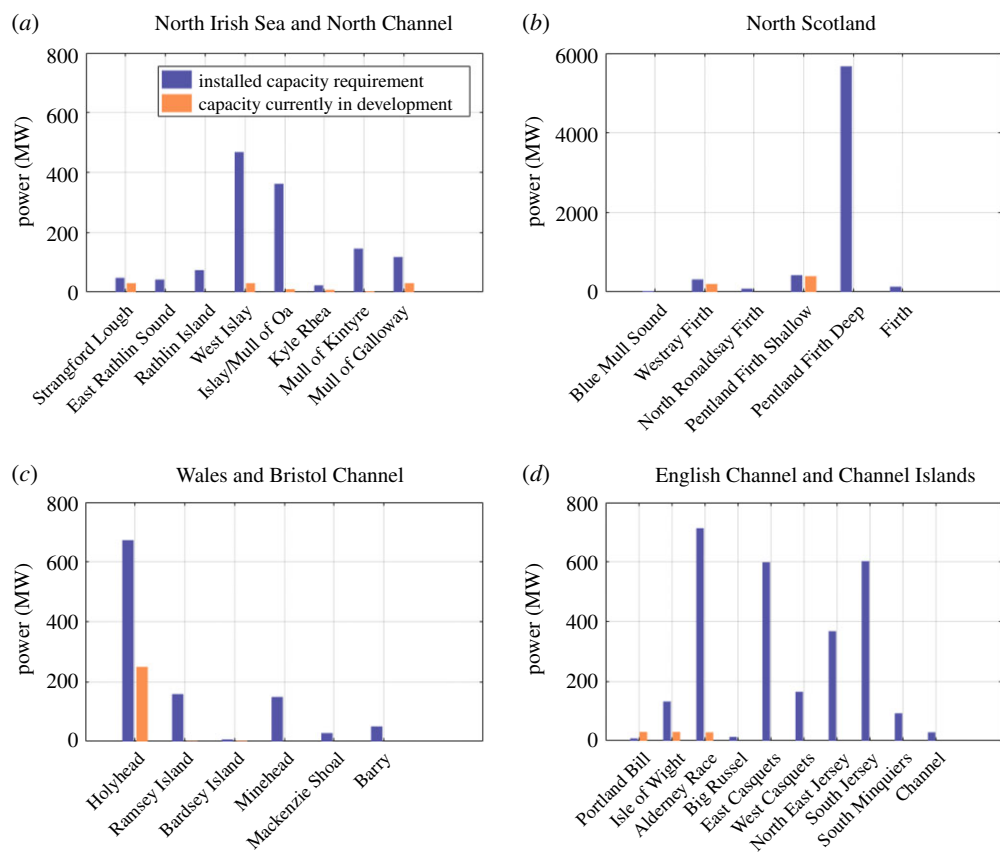 (a) North Irish Sea and North Channel
800
600
400
200
0
power (MW)
installed capacity requirement
capacity currently in development
Strangford Lough
East Rathlin Sound
Rathlin Island
West Islay
Islay/Mull of Oa
Kyle Rhea
Mull of Kintyre
Mull of Galloway
(b) North Scotland
6000
4000
2000
0
power (MW)
Blue Mull Sound
Westray Firth
North Ronaldsay Firth
Pentland Firth Shallow
Pentland Firth Deep
Firth
(c) Wales and Bristol Channel
800
600
400
200
0
power (MW)
Holyhead
Ramsey Island
Bardsey Island
Minehead
Mackenzie Shoal
Barry
(d) English Channel and Channel Islands
800
600
400
200
0
power (MW)
Portland Bill
Isle of Wight
Alderney Race
Big Russel
East Casquets
West Casquets
North East Jersey
South Jersey
South Minquiers
Channel